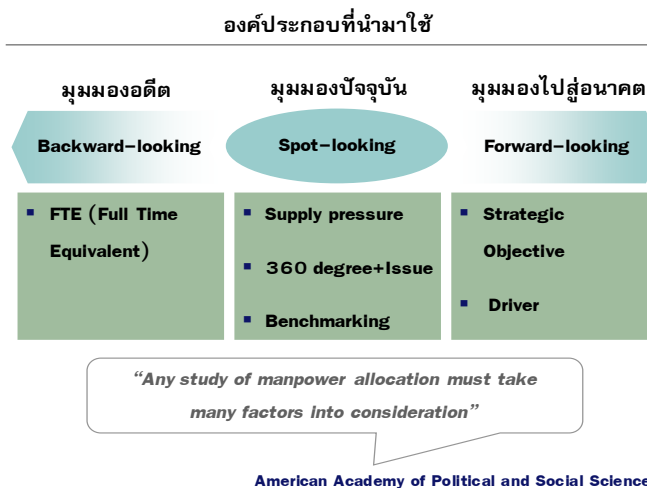 องค์ประกอบที่นำมาใช้
มุมมองอดีต
มุมมองปัจจุบัน
มุมมองไปสู่อนาคต
Backward-looking
Spot-looking
Forward-looking
▪ FTE (Full Time
Equivalent)
▪ Supply pressure
▪ 360 degree+Issue
▪ Benchmarking
▪ Strategic
Objective
▪ Driver
“Any study of manpower allocation must take
many factors into consideration”
American Academy of Political and Social Science